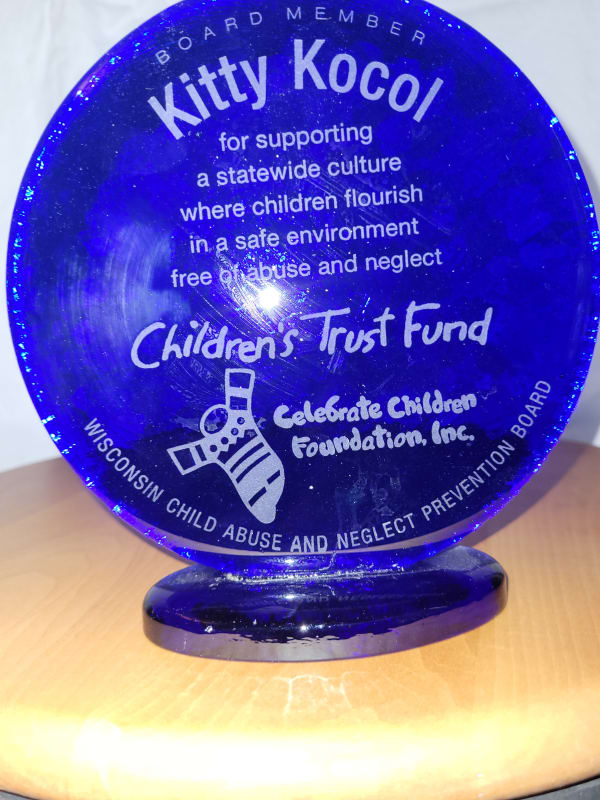 BOARD MEMBER
Kitty Kocol
for supporting
a statewide culture
where children flourish
in a safe environment
free of abuse and neglect
Children's Trust Fund
Celebrate Children
Foundation, Inc.
WISCONSIN CHILD ABUSE AND NEGLECT PREVENTION BOARD